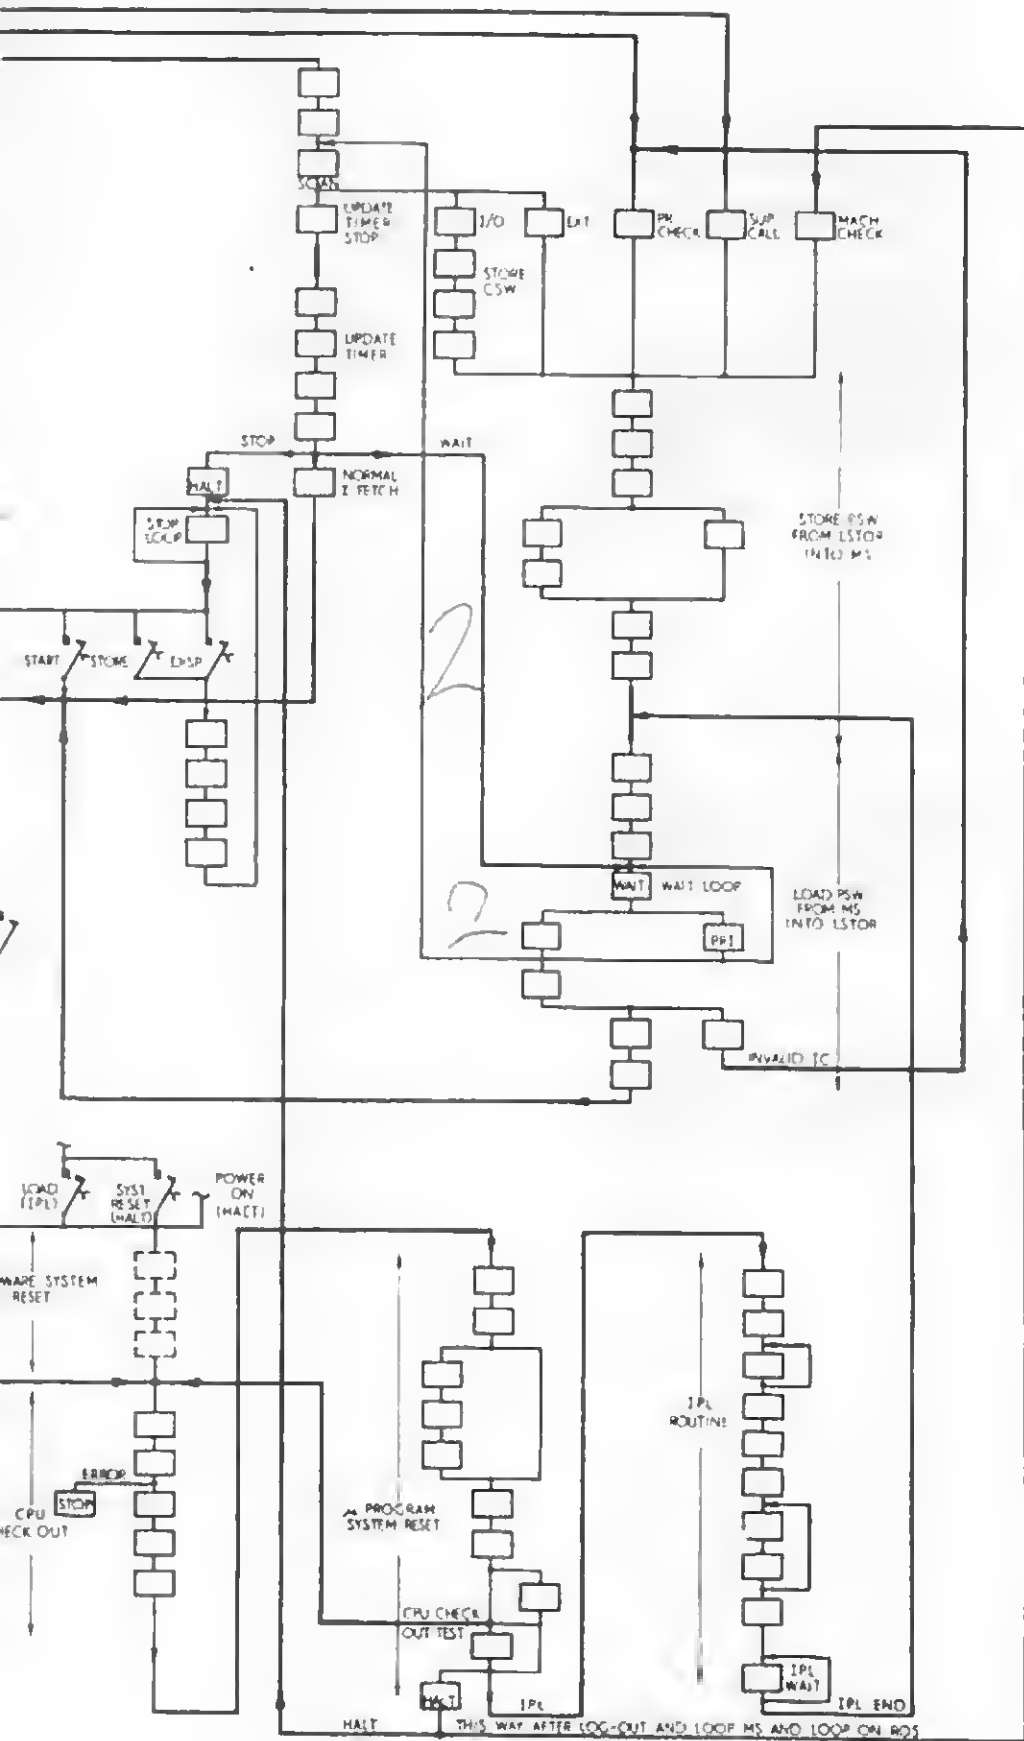 SCAN
UPDATE
TIMER
STOP
I/O
EXT
PR
CHECK
SUP
CALL
MACH
CHECK
STORE
CSW
UPDATE
TIMER
STOP
WAIT
HALT
NORMAL
I FETCH
STOP
LOOP
STORE PSW
FROM LSTOR
INTO MS
2
START
STORE
DISP
WAIT
WAIT LOOP
LOAD PSW
FROM MS
INTO LSTOR
PRI
INVALID IC
LOAD
(IPL)
SYST
RESET
(HALT)
POWER
ON
(HALT)
WARE SYSTEM
RESET
IPL
ROUTINE
ERROR
STOP
CPU
HECK OUT
μ PROGRAM
SYSTEM RESET
CPU CHECK
OUT TEST
HALT
IPL
IPL
WAIT
IPL END
HALT
THIS WAY AFTER LOG-OUT AND LOOP MS AND LOOP ON ROS